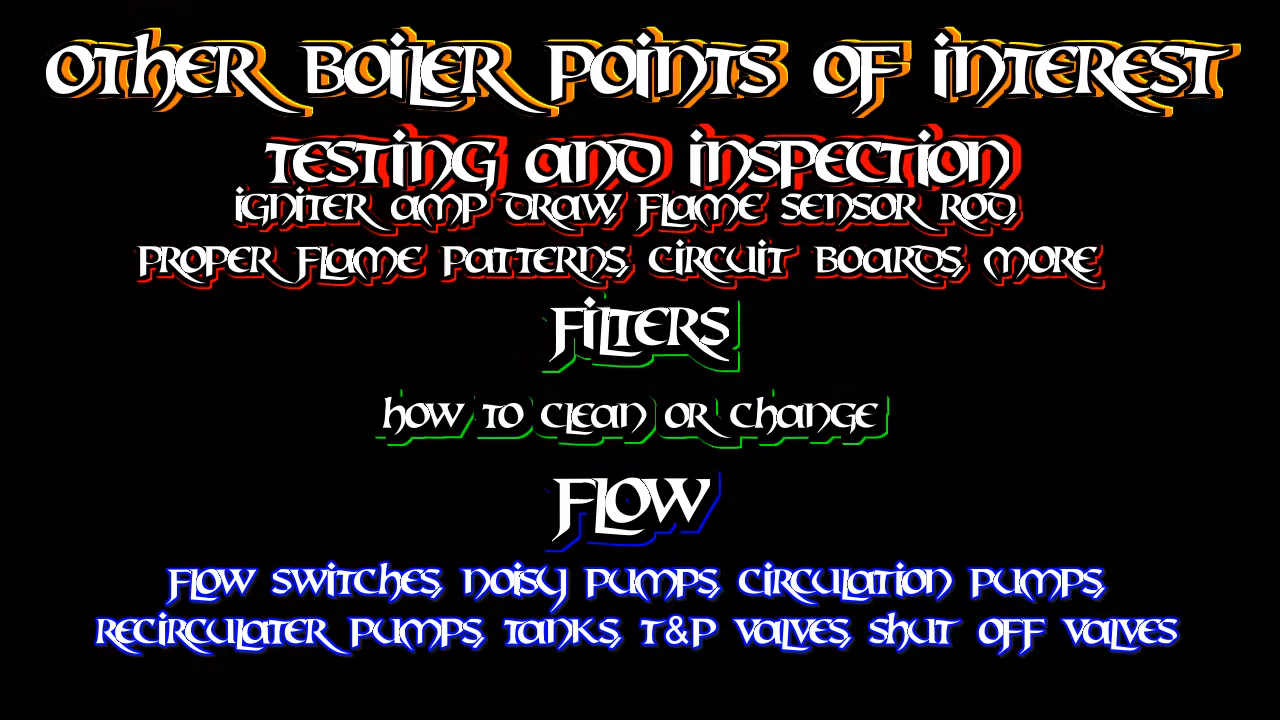 OTHER BOILER POINTS OF INTEREST
TESTING AND INSPECTION
IGNITER AMP DRAW, FLAME SENSOR ROD,
PROPER FLAME PATTERNS, CIRCUIT BOARDS, MORE
FILTERS
HOW TO CLEAN OR CHANGE
FLOW
FLOW SWITCHES, NOISY PUMPS, CIRCULATION PUMPS,
RECIRCULATER PUMPS, TANKS, T&P VALVES, SHUT OFF VALVES